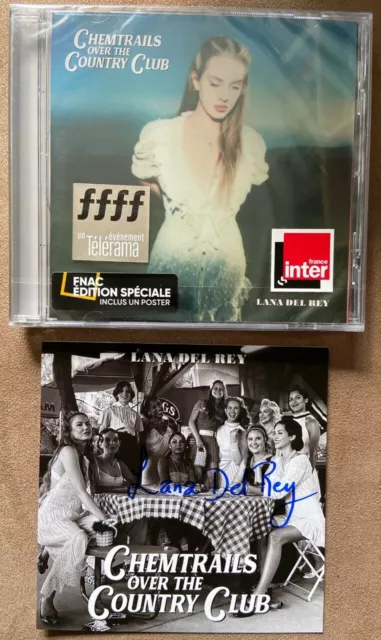 CHEMTRAILS
OVER THE
COUNTRY CLUB
ffff
un événement
Télérama
france
inter
FNAC
ÉDITION SPÉCIALE
INCLUS UN POSTER
LANA DEL REY
LANA DEL REY
Lana Del Rey
CHEMTRAILS
OVER THE
COUNTRY CLUB